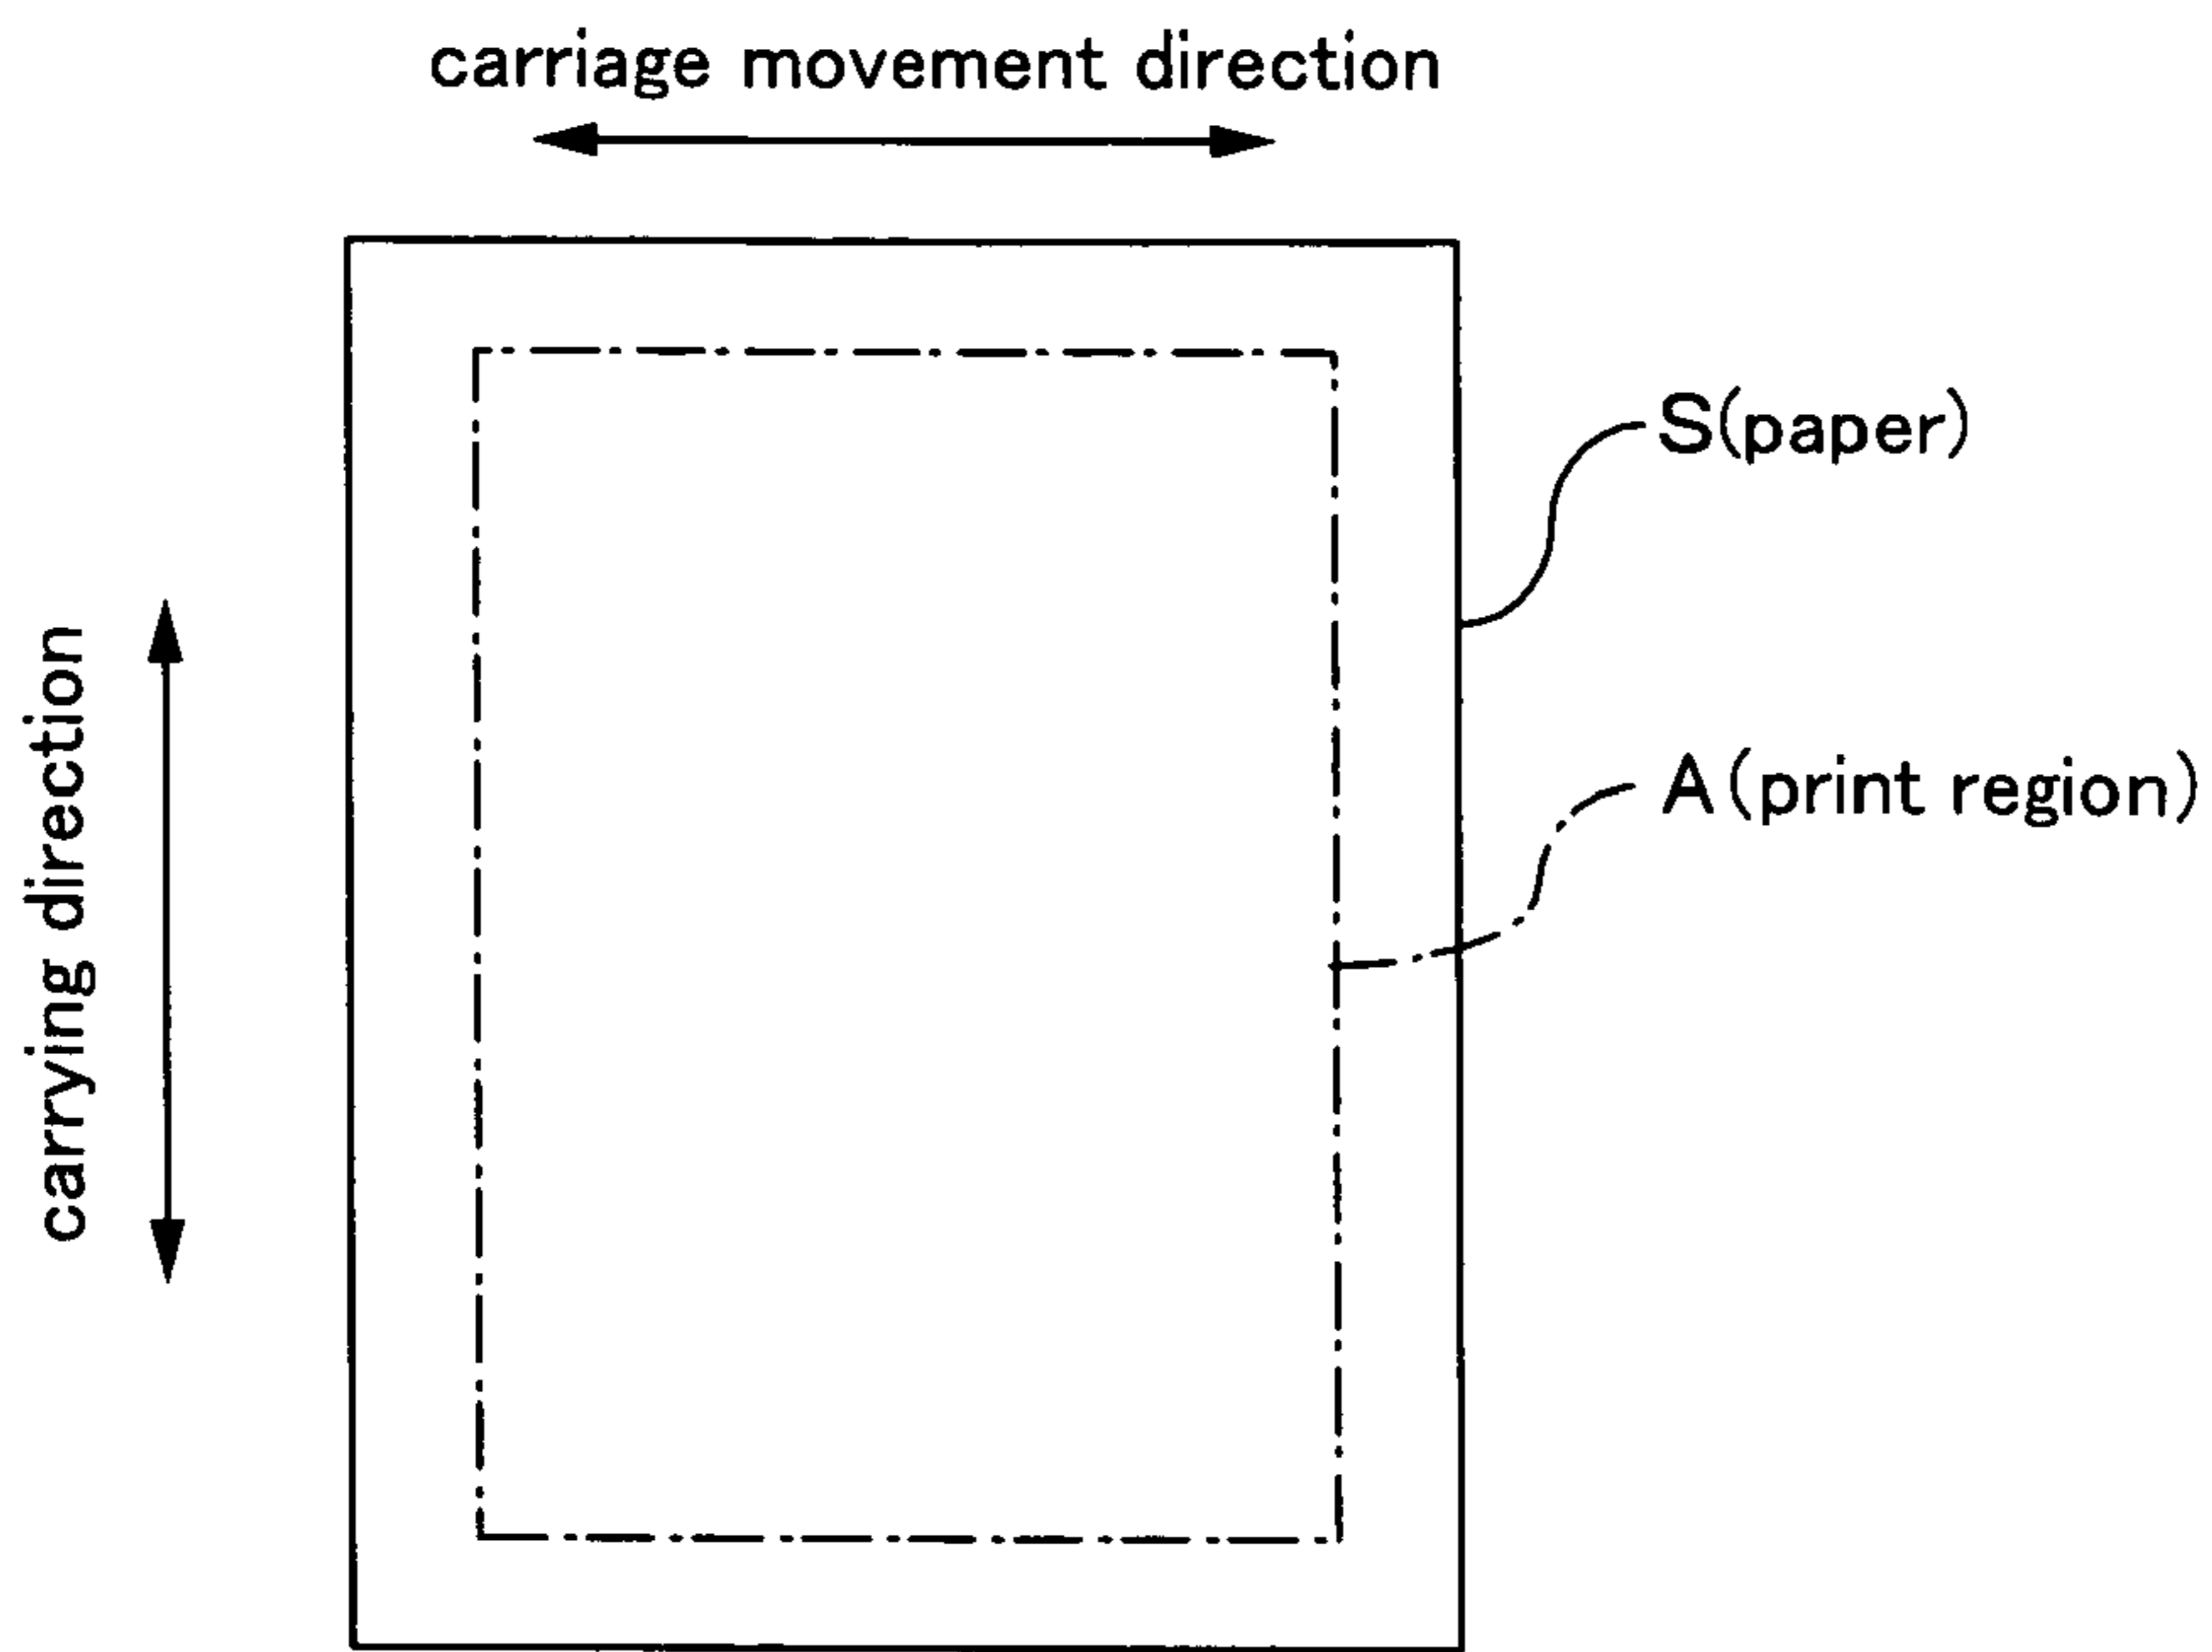 carriage movement direction
S(paper)
A(print region)
carrying direction